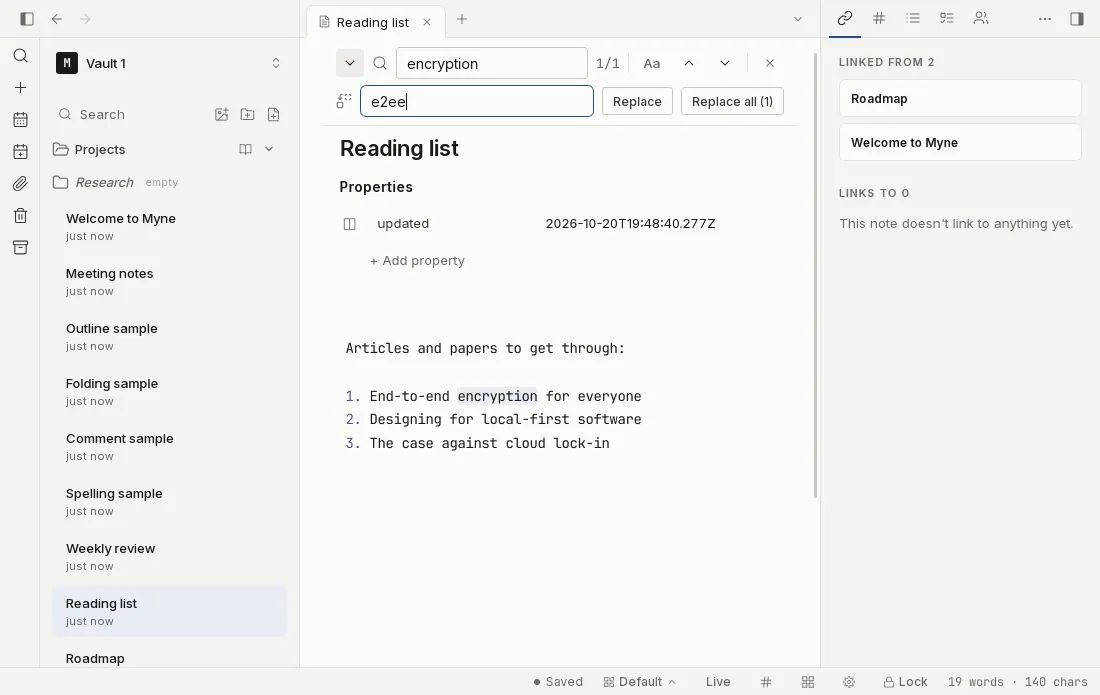 Reading list
M Vault 1
Search
Projects
Research empty
Welcome to Myne
just now
Meeting notes
just now
Outline sample
just now
Folding sample
just now
Comment sample
just now
Spelling sample
just now
Weekly review
just now
Reading list
just now
Roadmap
encryption 1/1 Aa
e2ee Replace Replace all (1)
Reading list
Properties
updated 2026-10-20T19:48:40.277Z
+ Add property
Articles and papers to get through:
1. End-to-end encryption for everyone
2. Designing for local-first software
3. The case against cloud lock-in
LINKED FROM 2
Roadmap
Welcome to Myne
LINKS TO 0
This note doesn't link to anything yet.
Saved Default Live Lock 19 words · 140 chars